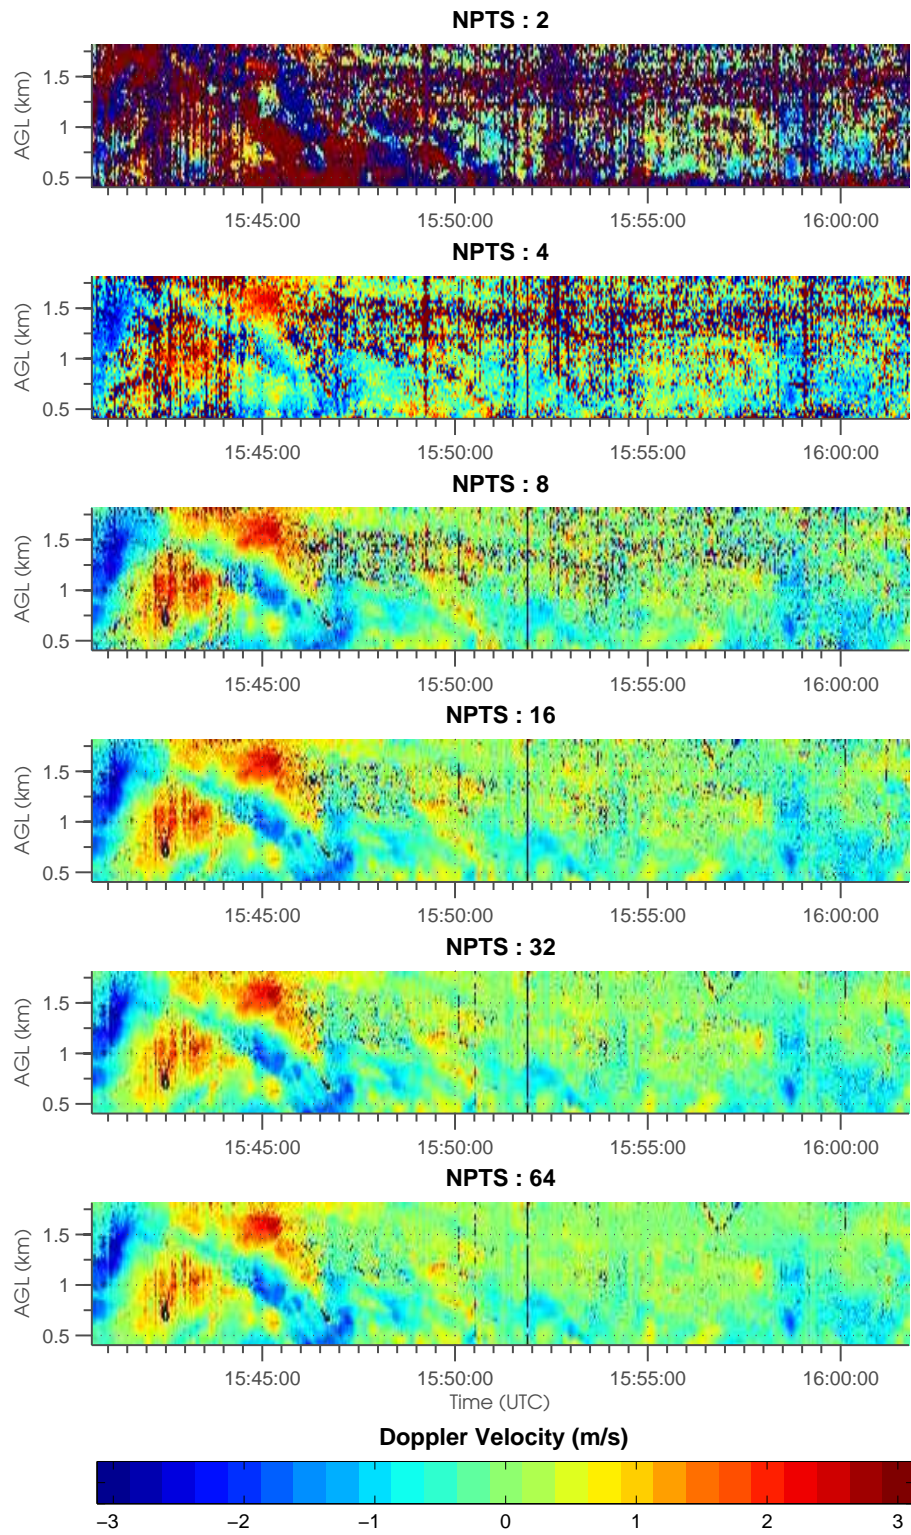 NPTS : 2
AGL (km)
1.5
1
0.5
15:45:00 15:50:00 15:55:00 16:00:00
NPTS : 4
AGL (km)
1.5
1
0.5
15:45:00 15:50:00 15:55:00 16:00:00
NPTS : 8
AGL (km)
1.5
1
0.5
15:45:00 15:50:00 15:55:00 16:00:00
NPTS : 16
AGL (km)
1.5
1
0.5
15:45:00 15:50:00 15:55:00 16:00:00
NPTS : 32
AGL (km)
1.5
1
0.5
15:45:00 15:50:00 15:55:00 16:00:00
NPTS : 64
AGL (km)
1.5
1
0.5
15:45:00 15:50:00 15:55:00 16:00:00
Time (UTC)
Doppler Velocity (m/s)
−3 −2 −1 0 1 2 3